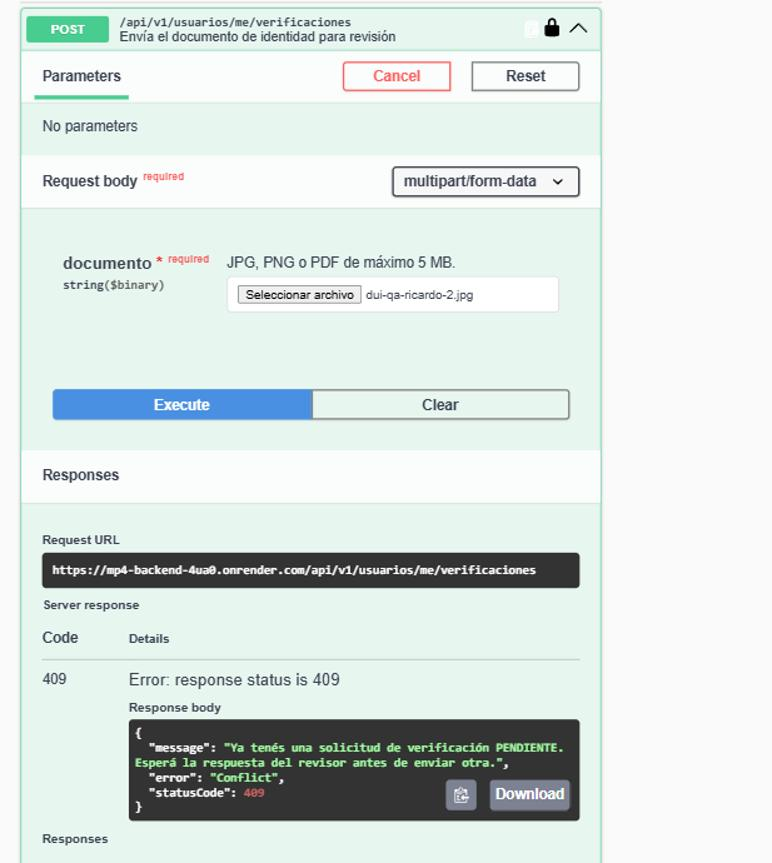 POST /api/v1/usuarios/me/verificaciones
Envía el documento de identidad para revisión
Parameters Cancel Reset
No parameters
Request body required multipart/form-data
documento * required JPG, PNG o PDF de máximo 5 MB.
string($binary) Seleccionar archivo dui-qa-ricardo-2.jpg
Execute Clear
Responses
Request URL
https://mp4-backend-4ua0.onrender.com/api/v1/usuarios/me/verificaciones
Server response
Code Details
409 Error: response status is 409
Response body
{
"message": "Ya tenés una solicitud de verificación PENDIENTE.
Esperá la respuesta del revisor antes de enviar otra.",
"error": "Conflict",
"statusCode": 409
}
Download
Responses